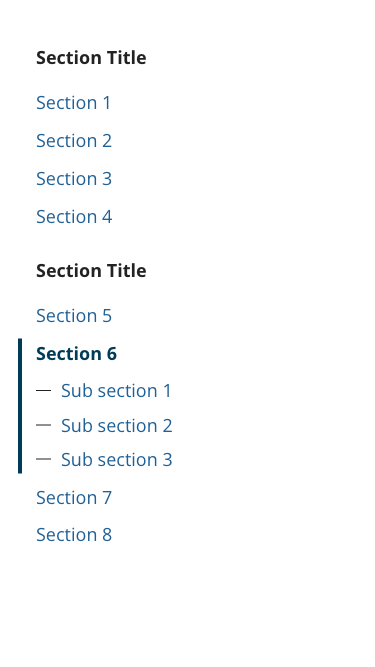 Section Title
Section 1
Section 2
Section 3
Section 4
Section Title
Section 5
Section 6
— Sub section 1
— Sub section 2
— Sub section 3
Section 7
Section 8